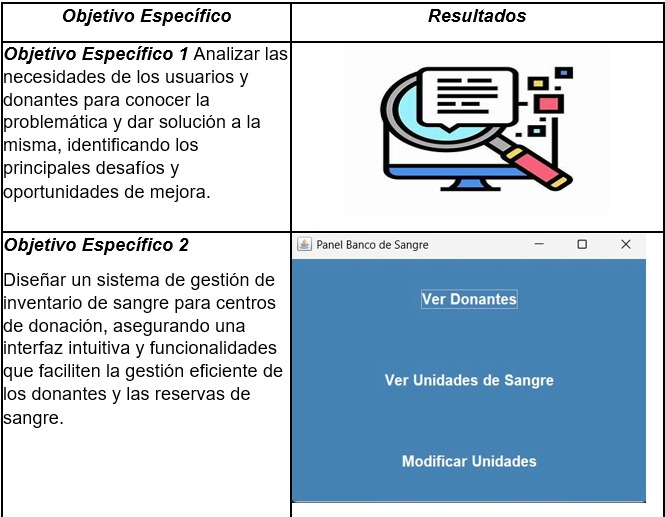 Objetivo Específico
Resultados
Objetivo Específico 1 Analizar las
necesidades de los usuarios y
donantes para conocer la
problemática y dar solución a la
misma, identificando los
principales desafíos y
oportunidades de mejora.
Objetivo Específico 2
Diseñar un sistema de gestión de
inventario de sangre para centros
de donación, asegurando una
interfaz intuitiva y funcionalidades
que faciliten la gestión eficiente de
los donantes y las reservas de
sangre.
Panel Banco de Sangre
Ver Donantes
Ver Unidades de Sangre
Modificar Unidades